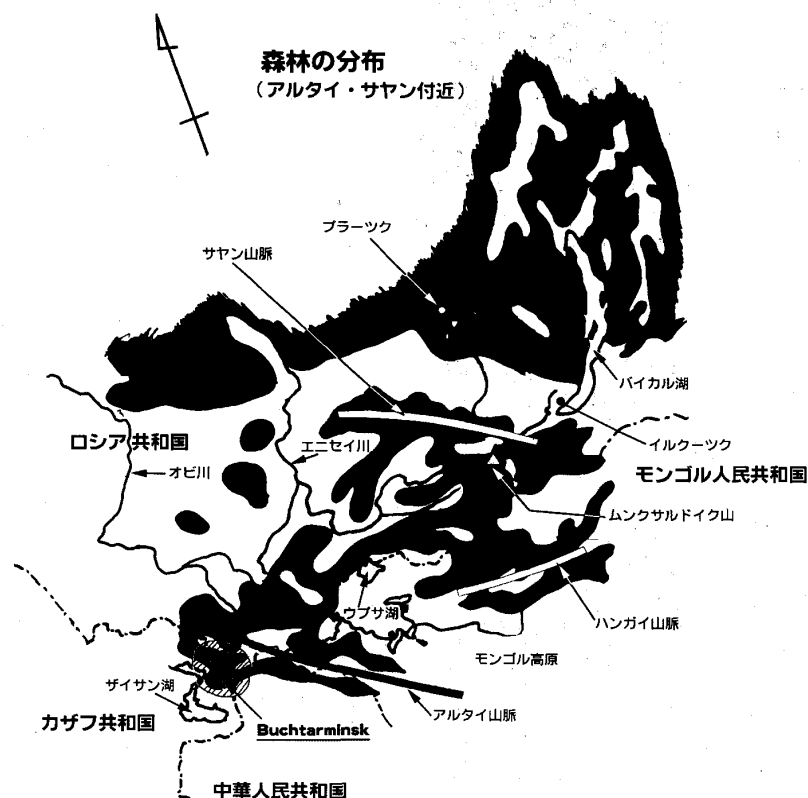 森林の分布
（アルタイ・サヤン付近）
ブラーツク
サヤン山脈
バイカル湖
イルクーツク
ロシア共和国
エニセイ川
オビ川
モンゴル人民共和国
ムンクサルドイク山
ウブサ湖
ハンガイ山脈
モンゴル高原
ザイサン湖
アルタイ山脈
カザフ共和国
Buchtarminsk
中華人民共和国